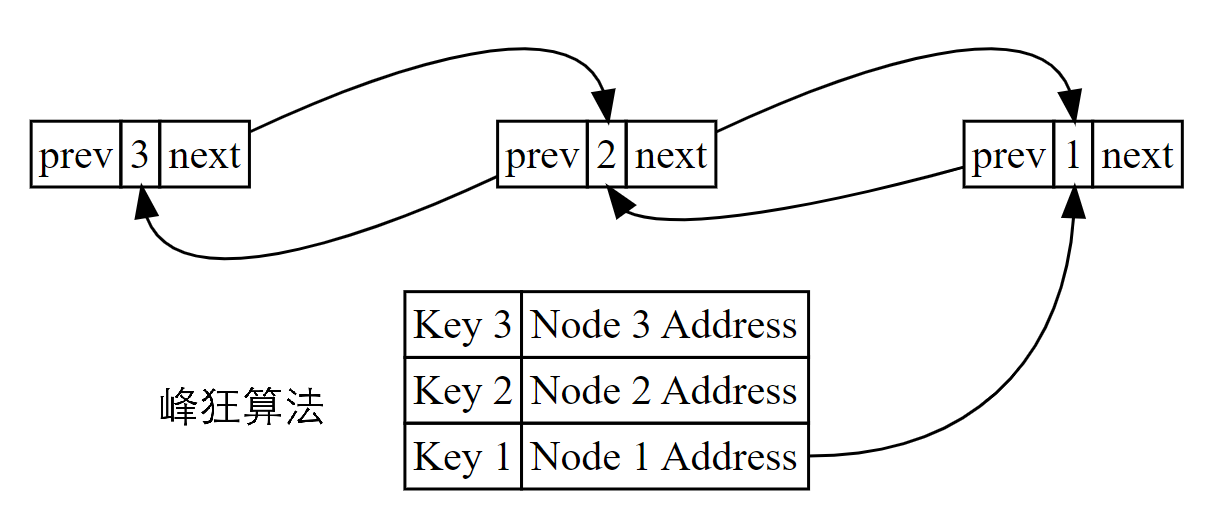 prev 3 next prev 2 next prev 1 next
Key 3 Node 3 Address
Key 2 Node 2 Address
峰狂算法
Key 1 Node 1 Address